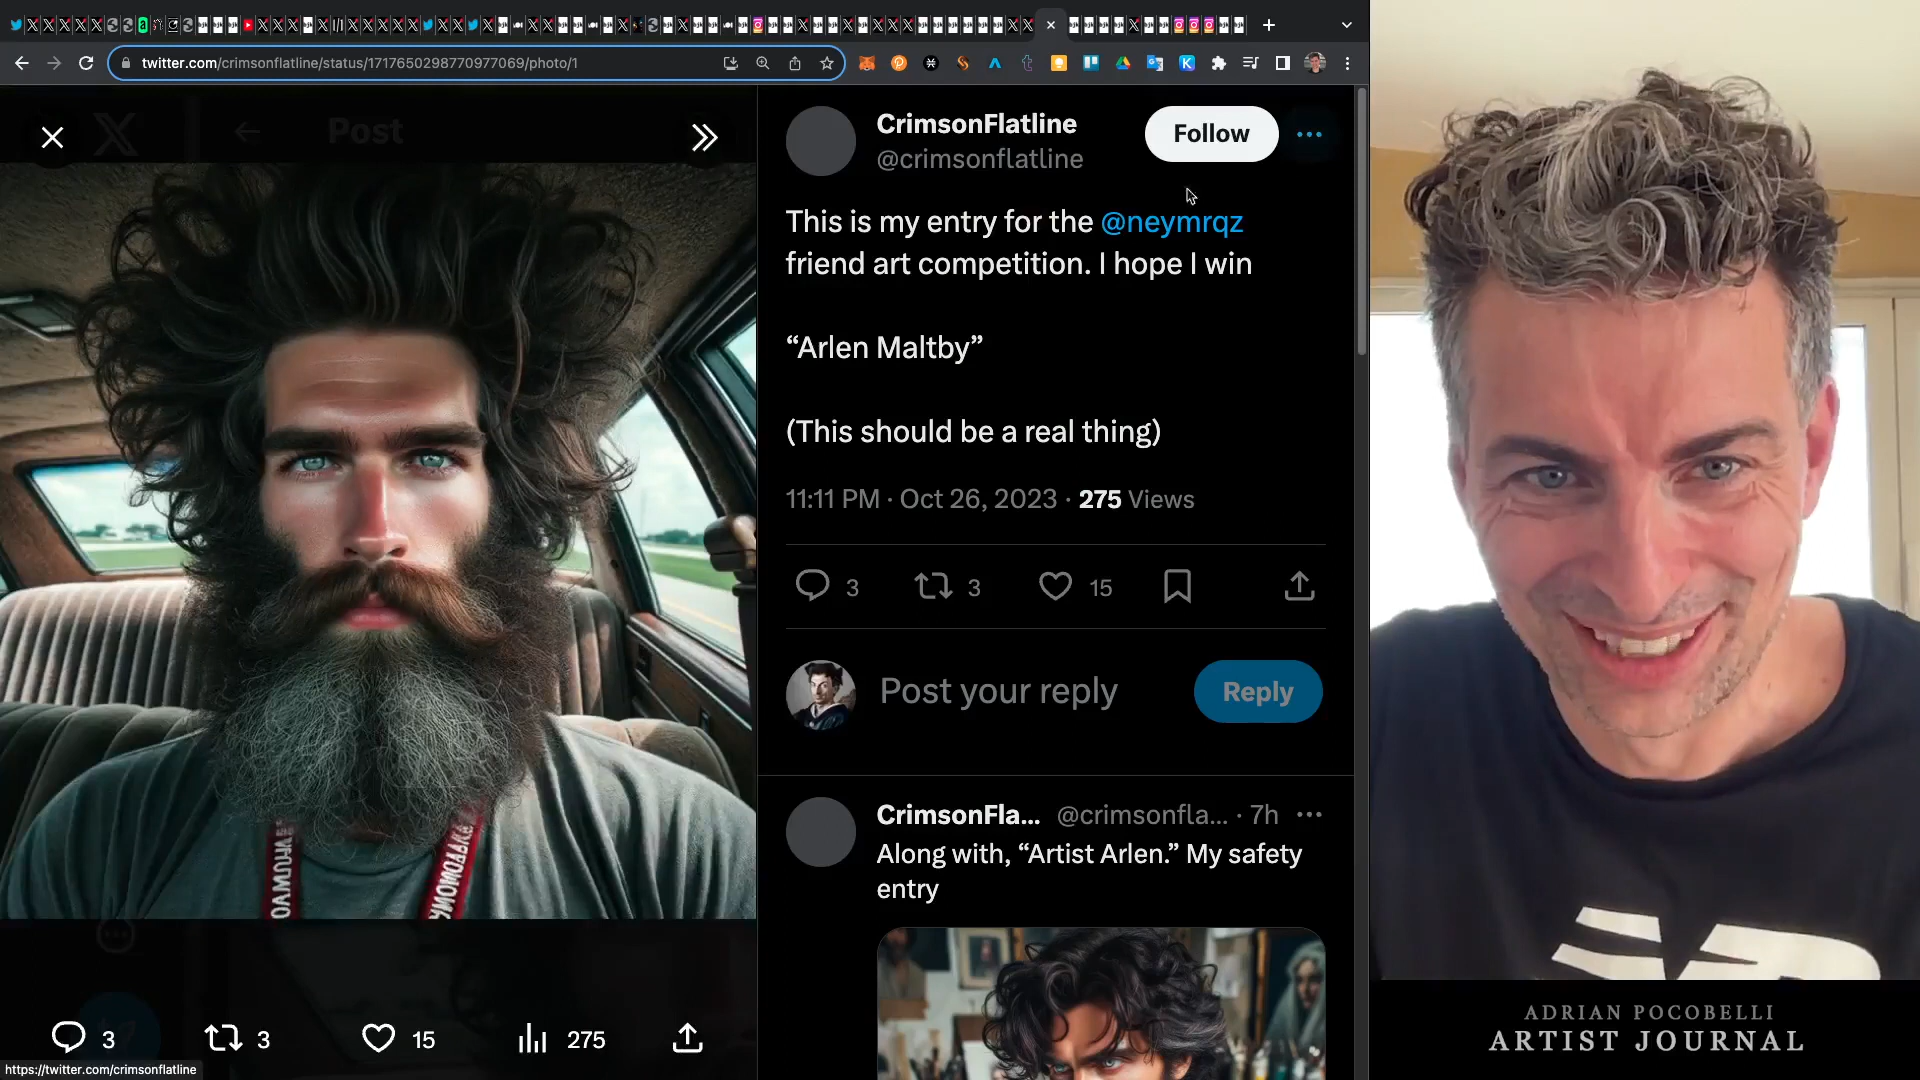 twitter.com/crimsonflatline/status/1717650298770977069/photo/1
Post
CrimsonFlatline
@crimsonflatline
Follow
This is my entry for the @neymrqz
friend art competition. I hope I win
“Arlen Maltby”
(This should be a real thing)
11:11 PM · Oct 26, 2023 · 275 Views
3
3
15
Post your reply
Reply
CrimsonFla... @crimsonfla... · 7h
Along with, “Artist Arlen.” My safety
entry
3
3
15
275
https://twitter.com/crimsonflatline
ADRIAN POCOBELLI
ARTIST JOURNAL